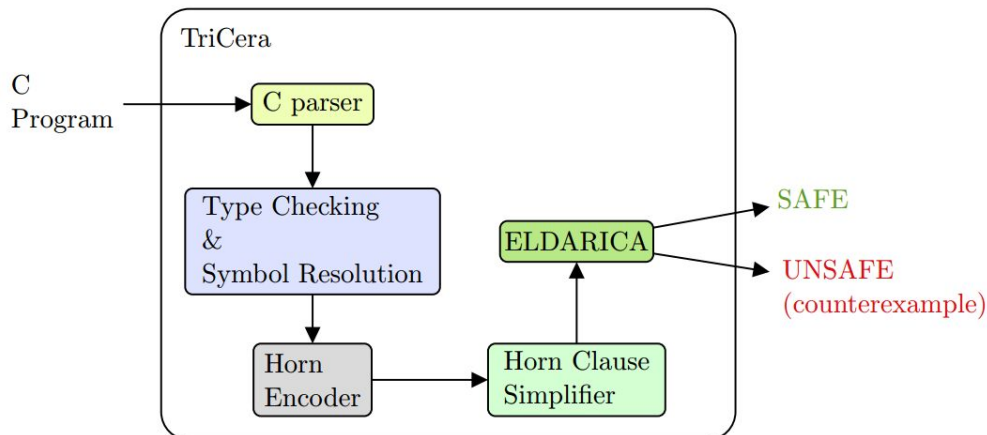 TriCera
C
Program
C parser
Type Checking
&
Symbol Resolution
Horn
Encoder
Horn Clause
Simplifier
ELDARICA
SAFE
UNSAFE
(counterexample)